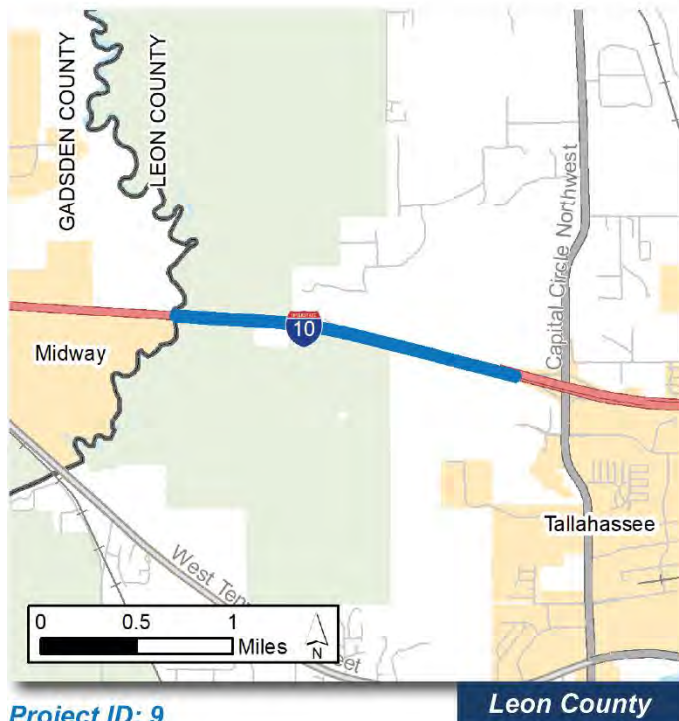 GADSDEN COUNTY
LEON COUNTY
Capital Circle Northwest
10
Midway
Tallahassee
West Ten
eet
0 0.5 1
Miles
N
Project ID: 9
Leon County